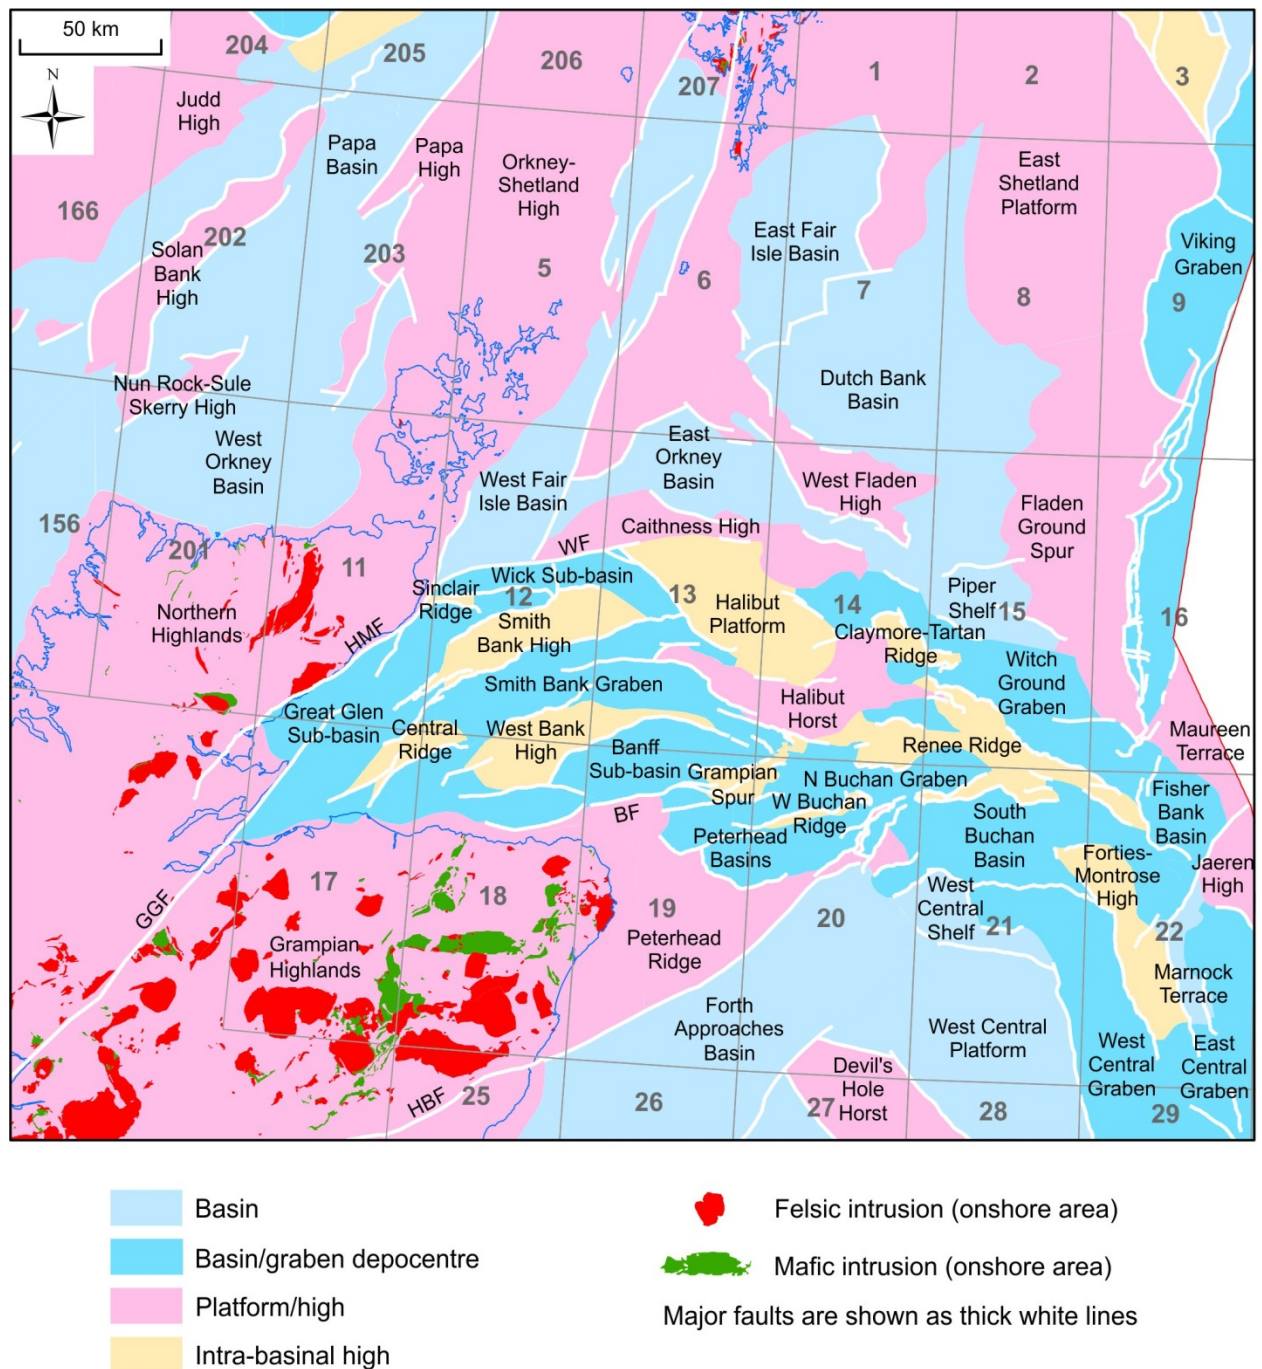 50 km
N
204
205
206
207
1
2
3
Judd
High
Papa
Basin
Papa
High
Orkney-
Shetland
High
East
Shetland
Platform
166
202
203
5
6
East Fair
Isle Basin
7
8
Viking
Graben
9
Solan
Bank
High
Nun Rock-Sule
Skerry High
West
Orkney
Basin
Dutch Bank
Basin
East
Orkney
Basin
West Fair
Isle Basin
West Fladen
High
Fladen
Ground
Spur
Caithness High
156
201
11
WF
Wick Sub-basin
Sinclair
Ridge
12
13
14
Piper
Shelf
15
16
Northern
Highlands
HMF
Smith
Bank High
Halibut
Platform
Claymore-Tartan
Ridge
Witch
Ground
Graben
Smith Bank Graben
Halibut
Horst
Great Glen
Sub-basin
Central
Ridge
West Bank
High
Banff
Sub-basin
Renee Ridge
Maureen
Terrace
Grampian
Spur
N Buchan Graben
W Buchan
Ridge
BF
Peterhead
Basins
South
Buchan
Basin
Fisher
Bank
Basin
Forties-
Montrose
High
Jaeren
High
17
18
19
20
West
Central
Shelf
21
22
GGF
Grampian
Highlands
Peterhead
Ridge
Marnock
Terrace
Forth
Approaches
Basin
West Central
Platform
West
Central
Graben
East
Central
Graben
Devil's
Hole
Horst
HBF
25
26
27
28
29
Basin
Basin/graben depocentre
Platform/high
Intra-basinal high
Felsic intrusion (onshore area)
Mafic intrusion (onshore area)
Major faults are shown as thick white lines